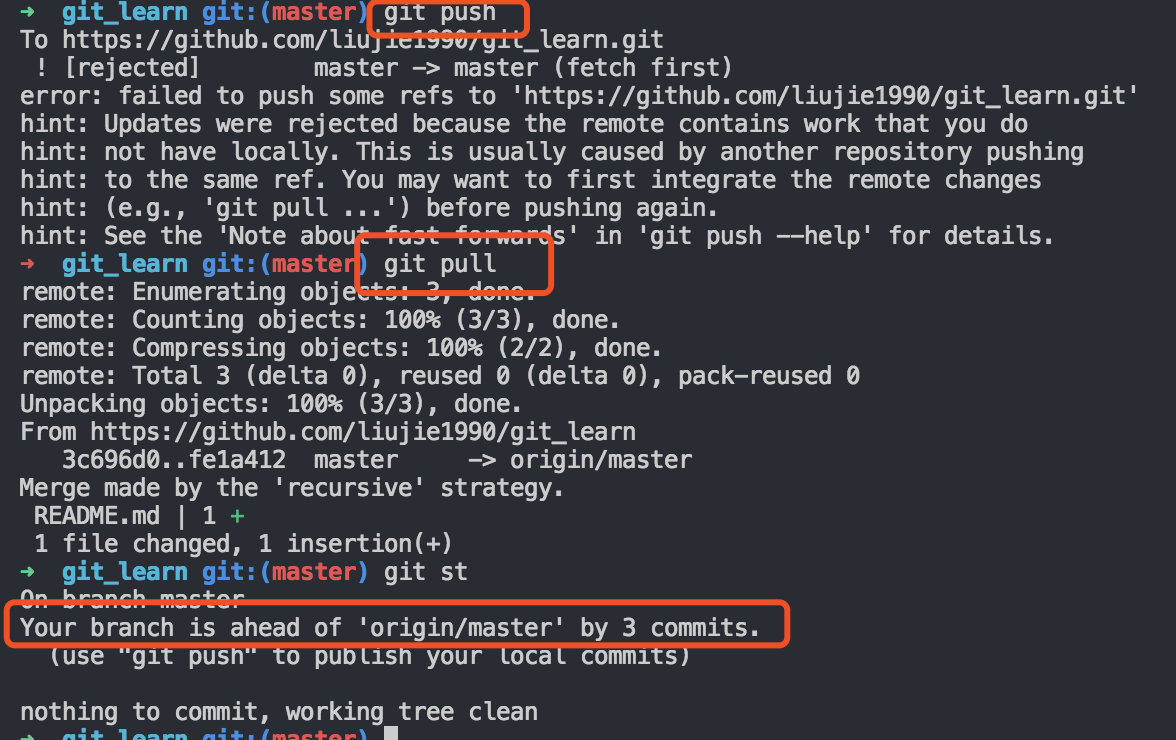 ➜  git_learn git:(master) git push
To https://github.com/liujie1990/git_learn.git
 ! [rejected]        master -> master (fetch first)
error: failed to push some refs to 'https://github.com/liujie1990/git_learn.git'
hint: Updates were rejected because the remote contains work that you do
hint: not have locally. This is usually caused by another repository pushing
hint: to the same ref. You may want to first integrate the remote changes
hint: (e.g., 'git pull ...') before pushing again.
hint: See the 'Note about fast-forwards' in 'git push --help' for details.
➜  git_learn git:(master) git pull
remote: Enumerating objects: 3, done.
remote: Counting objects: 100% (3/3), done.
remote: Compressing objects: 100% (2/2), done.
remote: Total 3 (delta 0), reused 0 (delta 0), pack-reused 0
Unpacking objects: 100% (3/3), done.
From https://github.com/liujie1990/git_learn
   3c696d0..fe1a412  master     -> origin/master
Merge made by the 'recursive' strategy.
 README.md | 1 +
 1 file changed, 1 insertion(+)
➜  git_learn git:(master) git st
On branch master
Your branch is ahead of 'origin/master' by 3 commits.
  (use "git push" to publish your local commits)
nothing to commit, working tree clean
➜  git_learn git:(master)